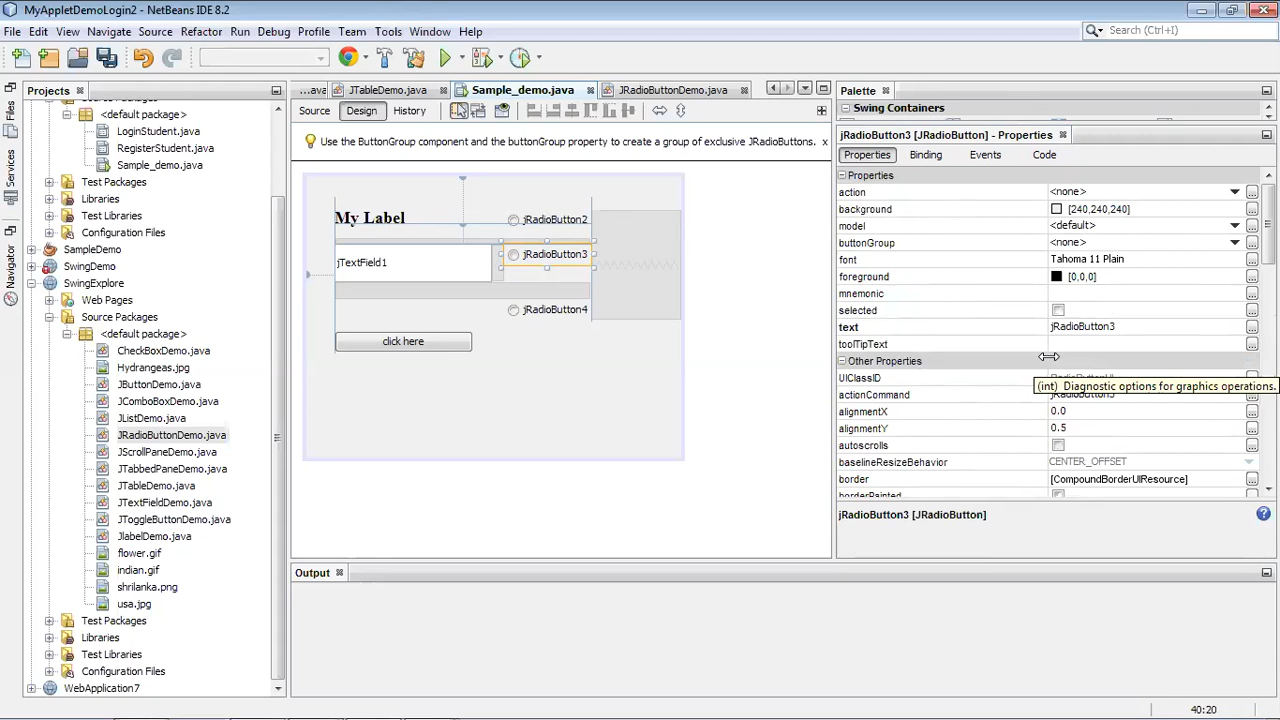 MyAppletDemoLogin2 - NetBeans IDE 8.2
File Edit View Navigate Source Refactor Run Debug Profile Team Tools Window Help
Search (Ctrl+I)
Projects
...ava JTableDemo.java Sample_demo.java JRadioButtonDemo.java
Source Design History
Use the ButtonGroup component and the buttonGroup property to create a group of exclusive JRadioButtons. x
Files
Services
Navigator
Source Packages
<default package>
LoginStudent.java
RegisterStudent.java
Sample_demo.java
Test Packages
Libraries
Test Libraries
Configuration Files
SampleDemo
SwingDemo
SwingExplore
Web Pages
Source Packages
<default package>
CheckBoxDemo.java
Hydrangeas.jpg
JButtonDemo.java
JComboBoxDemo.java
JListDemo.java
JRadioButtonDemo.java
JScrollPaneDemo.java
JTabbedPaneDemo.java
JTableDemo.java
JTextFieldDemo.java
JToggleButtonDemo.java
JlabelDemo.java
flower.gif
indian.gif
shrilanka.png
usa.jpg
Test Packages
Libraries
Test Libraries
Configuration Files
WebApplication7
My Label
jRadioButton2
jTextField1
jRadioButton3
jRadioButton4
click here
Output
Palette
Swing Containers
jRadioButton3 [JRadioButton] - Properties
Properties Binding Events Code
Properties
action <none>
background [240,240,240]
model <default>
buttonGroup <none>
font Tahoma 11 Plain
foreground [0,0,0]
mnemonic
selected
text jRadioButton3
toolTipText
Other Properties
UIClassID
(int) Diagnostic options for graphics operations.
actionCommand jRadioButton3
alignmentX 0.0
alignmentY 0.5
autoscrolls
baselineResizeBehavior CENTER_OFFSET
border [CompoundBorderUIResource]
borderPainted
jRadioButton3 [JRadioButton]
40:20